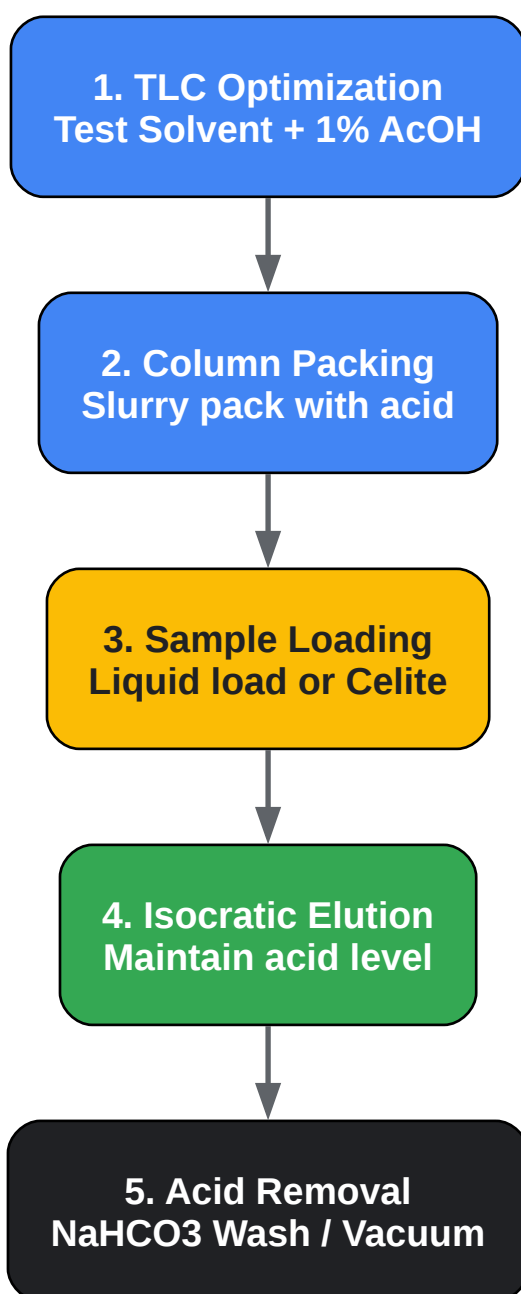 1. TLC Optimization
Test Solvent + 1% AcOH
2. Column Packing
Slurry pack with acid
3. Sample Loading
Liquid load or Celite
4. Isocratic Elution
Maintain acid level
5. Acid Removal
NaHCO3 Wash / Vacuum